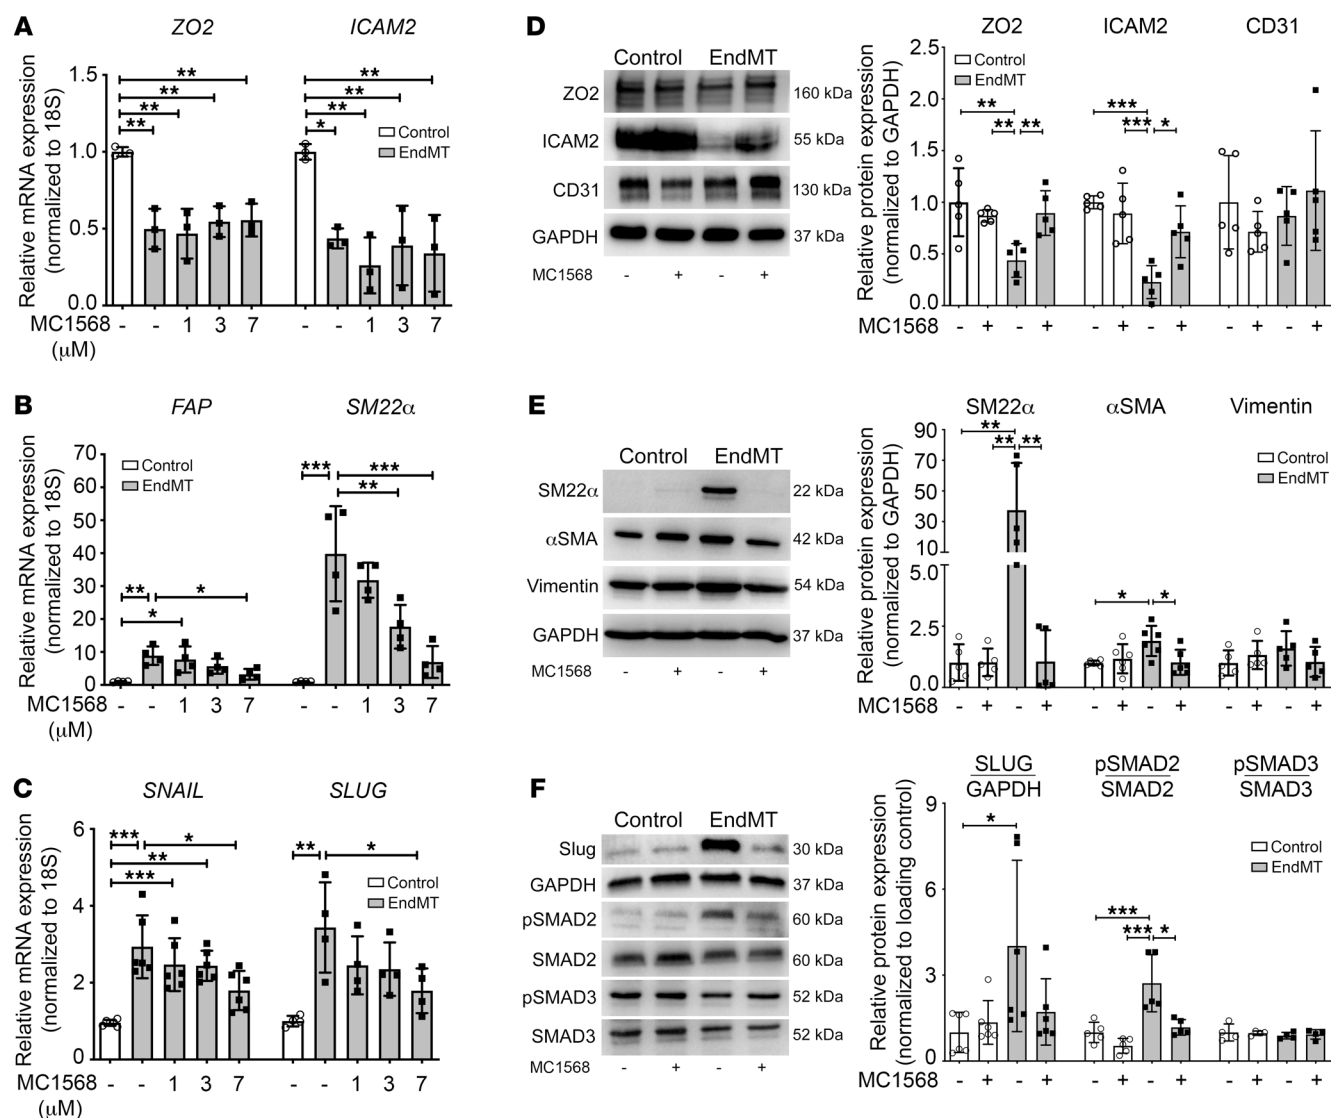 A
ZO2 ICAM2
Relative mRNA expression
(normalized to 18S)
1.5
1.0
0.5
0.0
** ** ** **
** ** ** *
Control
EndMT
MC1568 - - 1 3 7 - - 1 3 7
(μM)
B
FAP SM22α
Relative mRNA expression
(normalized to 18S)
70
60
50
40
30
20
10
0
Control
EndMT
** * *
*** *** **
MC1568 - - 1 3 7 - - 1 3 7
(μM)
C
SNAIL SLUG
Relative mRNA expression
(normalized to 18S)
6
4
2
0
*** * ** ***
** *
Control
EndMT
MC1568 - - 1 3 7 - - 1 3 7
(μM)
D
Control EndMT
ZO2 160 kDa
ICAM2 55 kDa
CD31 130 kDa
GAPDH 37 kDa
MC1568 - + - +
ZO2 ICAM2 CD31
Relative protein expression
(normalized to GAPDH)
2.5
2.0
1.5
1.0
0.5
0.0
Control
EndMT
** ** **
*** *** *
MC1568 - + - + - + - + - + - +
E
Control EndMT
SM22α 22 kDa
αSMA 42 kDa
Vimentin 54 kDa
GAPDH 37 kDa
MC1568 - + - +
SM22α αSMA Vimentin
Relative protein expression
(normalized to GAPDH)
90
70
50
30
10
5.0
2.5
0.0
** ** **
* *
Control
EndMT
MC1568 - + - + - + - + - + - +
F
Control EndMT
Slug 30 kDa
GAPDH 37 kDa
pSMAD2 60 kDa
SMAD2 60 kDa
pSMAD3 52 kDa
SMAD3 52 kDa
MC1568 - + - +
SLUG pSMAD2 pSMAD3
GAPDH SMAD2 SMAD3
Relative protein expression
(normalized to loading control)
9
6
3
0
*
*** *** *
Control
EndMT
MC1568 - + - + - + - + - + - +